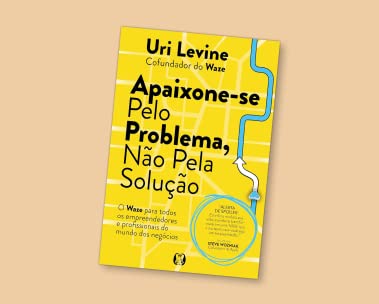 Uri Levine
Cofundador do Waze
Apaixone-se
Pelo
Problema,
Não Pela
Solução
O Waze para todos
os empreendedores
e profissionais do
mundo dos negócios
ALERTA
DE SPOILER!
STEVE WOZNIAK